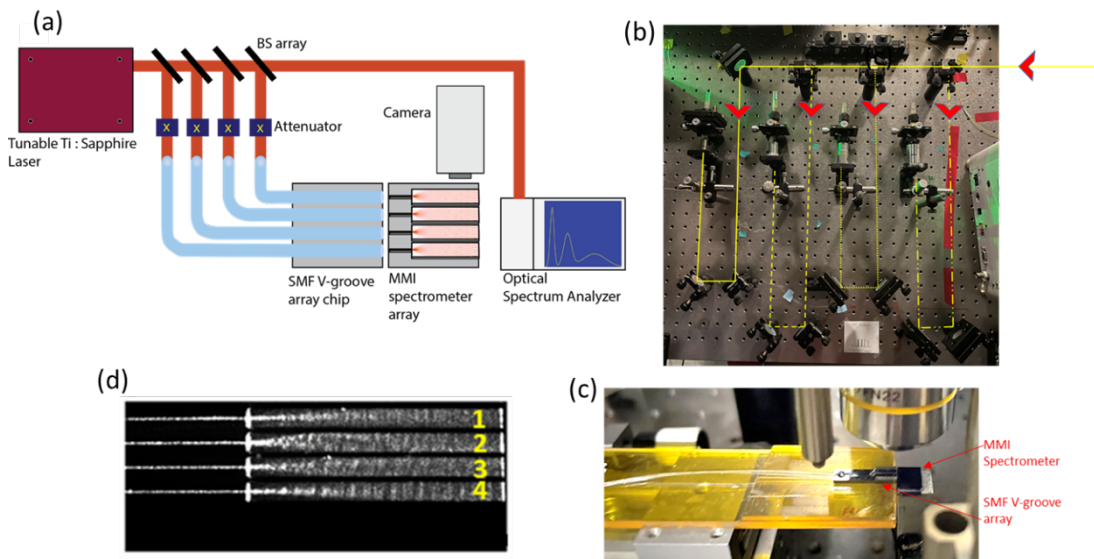 (a)
BS array
Tunable Ti : Sapphire
Laser
x x x x
Attenuator
Camera
SMF V-groove
array chip
MMI
spectrometer
array
Optical
Spectrum Analyzer
(b)
(d)
1
2
3
4
(c)
FN22
MMI
Spectrometer
SMF V-groove
array